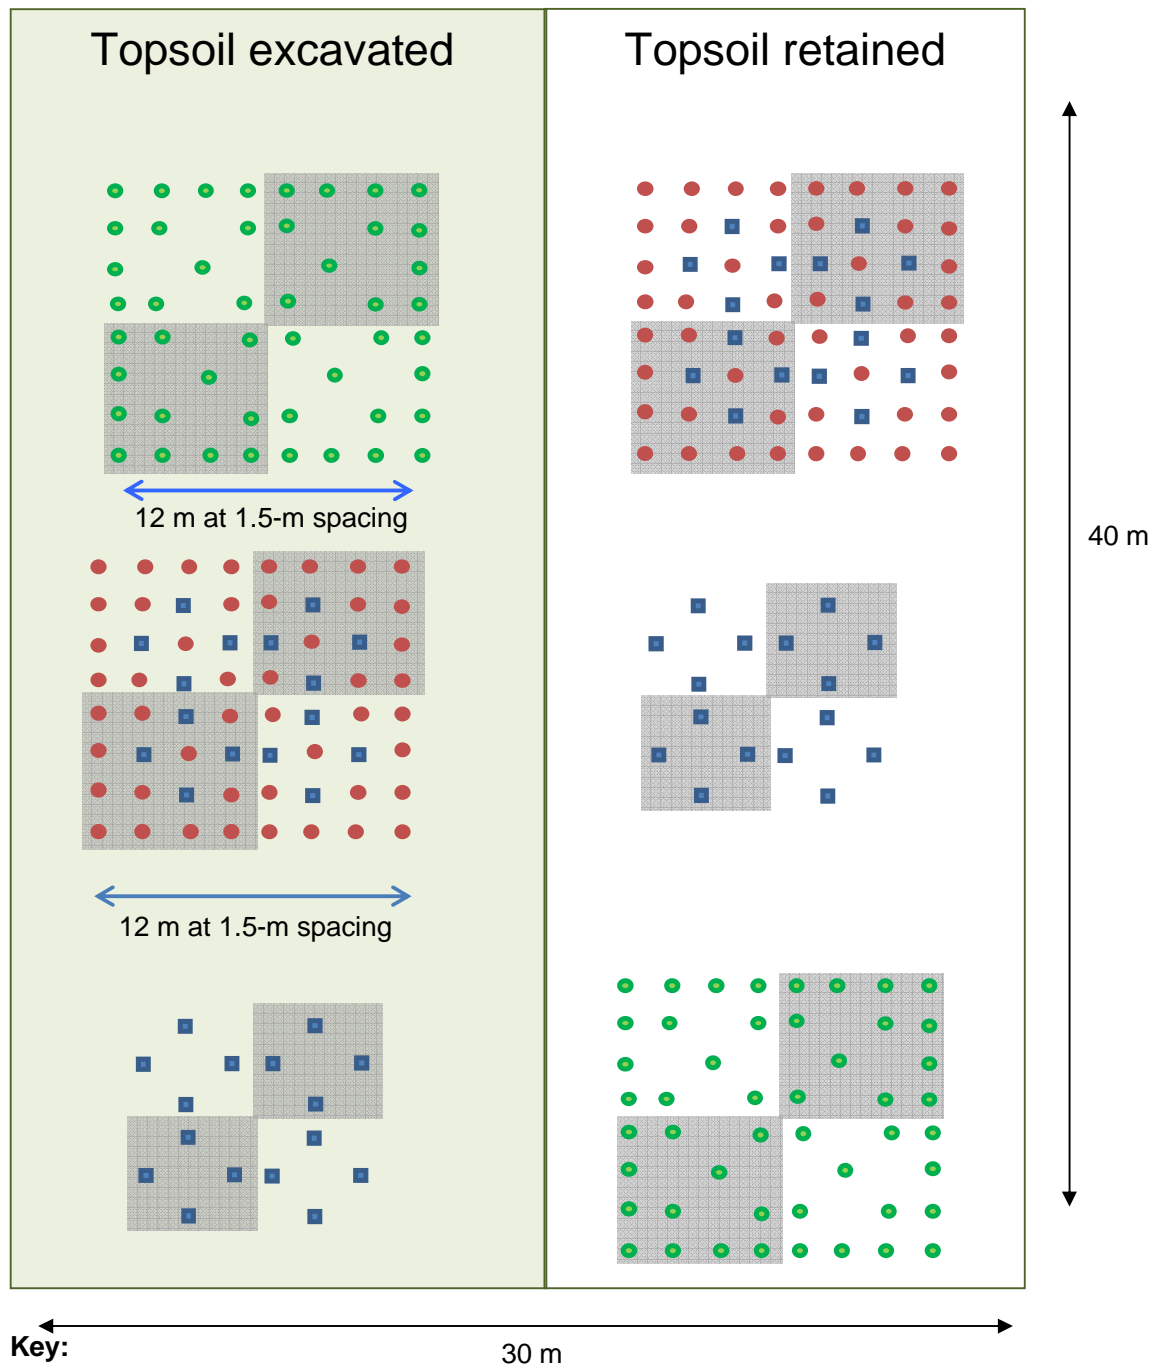 Topsoil excavated
Topsoil retained
12 m at 1.5-m spacing
40 m
12 m at 1.5-m spacing
Key:
30 m